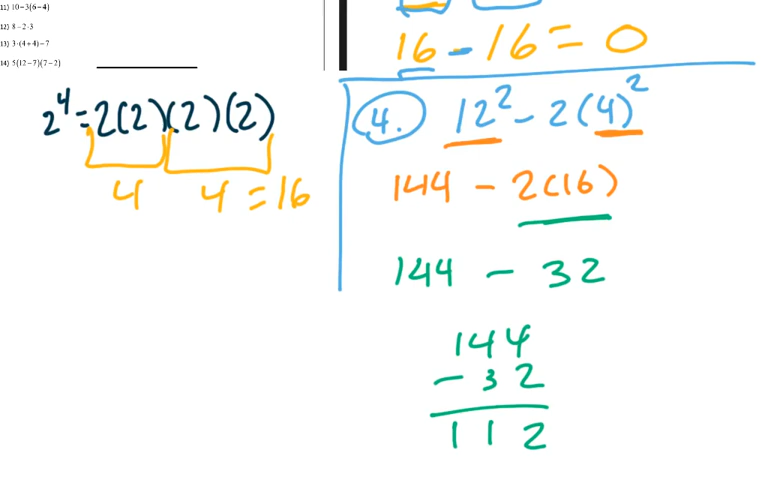 11) 10−3(6−4)
12) 8−2·3
13) 3·(4+4)−7
14) 5(12−7)(7−2)
2⁴=2(2)(2)(2)
4 4=16
16 - 16 = 0
4. 12² - 2(4)²
144 - 2(16)
144 - 32
144
- 32
112